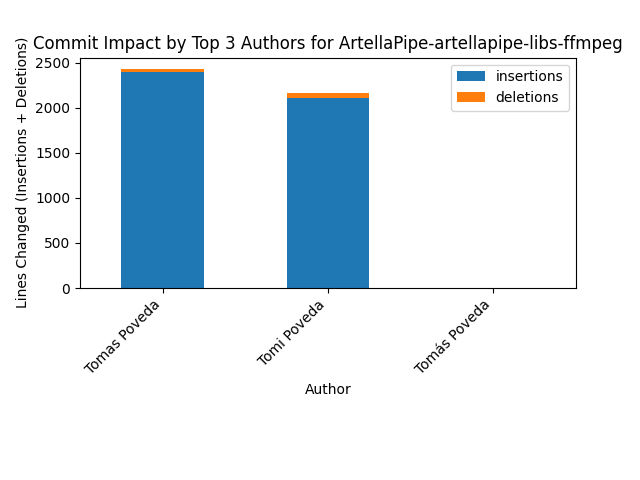 Commit Impact by Top 3 Authors for ArtellaPipe-artellapipe-libs-ffmpeg
Lines Changed (Insertions + Deletions)
2500
2000
1500
1000
500
0
insertions
deletions
Tomas Poveda
Tomi Poveda
Tomás Poveda
Author